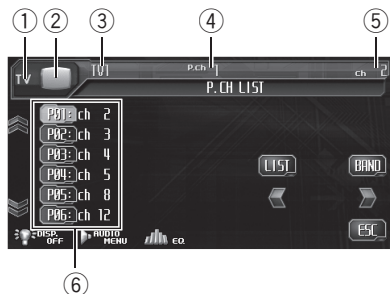 1 2 3 4 5
TV TV1 P.Ch 1 ch 2
P.CH LIST
P01: ch 2
P02: ch 3
P03: ch 4 LIST BAND
P04: ch 5
P05: ch 8
P06: ch 12 ESC
DISP. OFF AUDIO MENU EQ
6